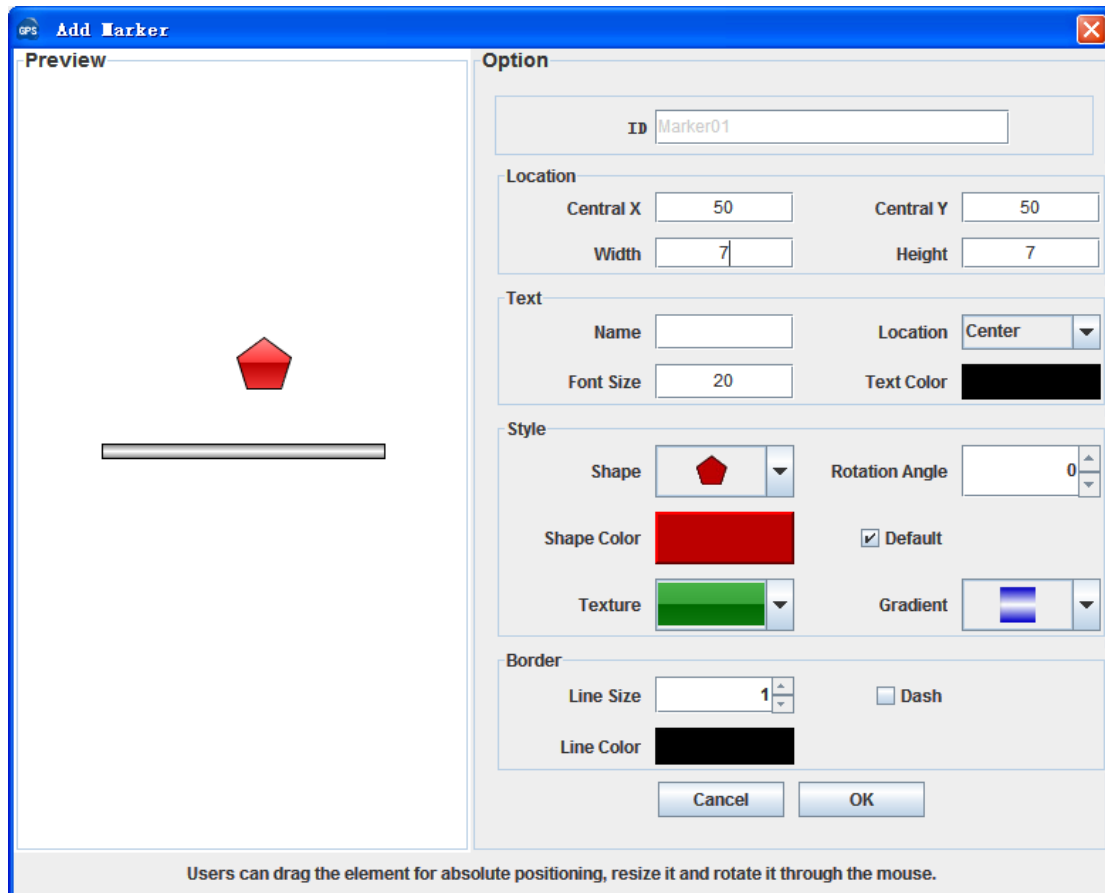 GPS Add Marker
Preview
Option
ID Marker01
Location
Central X 50 Central Y 50
Width 7 Height 7
Text
Name Location Center
Font Size 20 Text Color
Style
Shape Rotation Angle 0
Shape Color Default
Texture Gradient
Border
Line Size 1 Dash
Line Color
Cancel OK
Users can drag the element for absolute positioning, resize it and rotate it through the mouse.